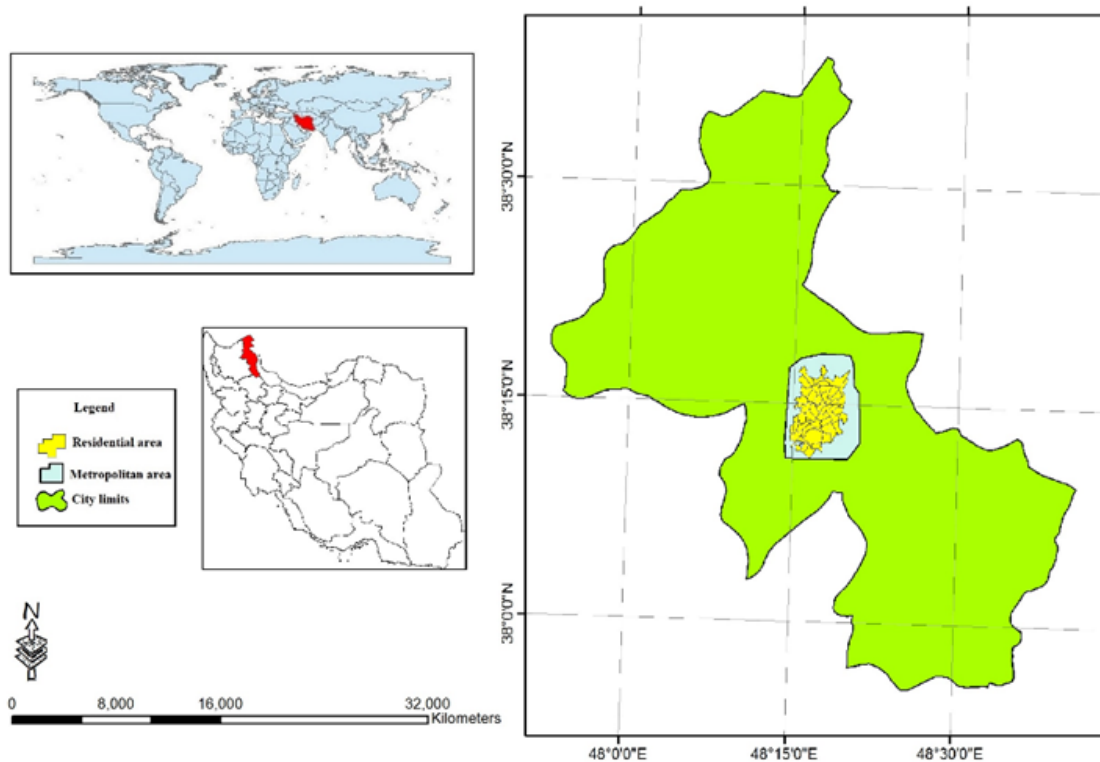 Legend
Residential area
Metropolitan area
City limits
N
0 8,000 16,000 32,000
Kilometers
38°30'0"N
38°15'0"N
38°0'0"N
48°0'0"E 48°15'0"E 48°30'0"E